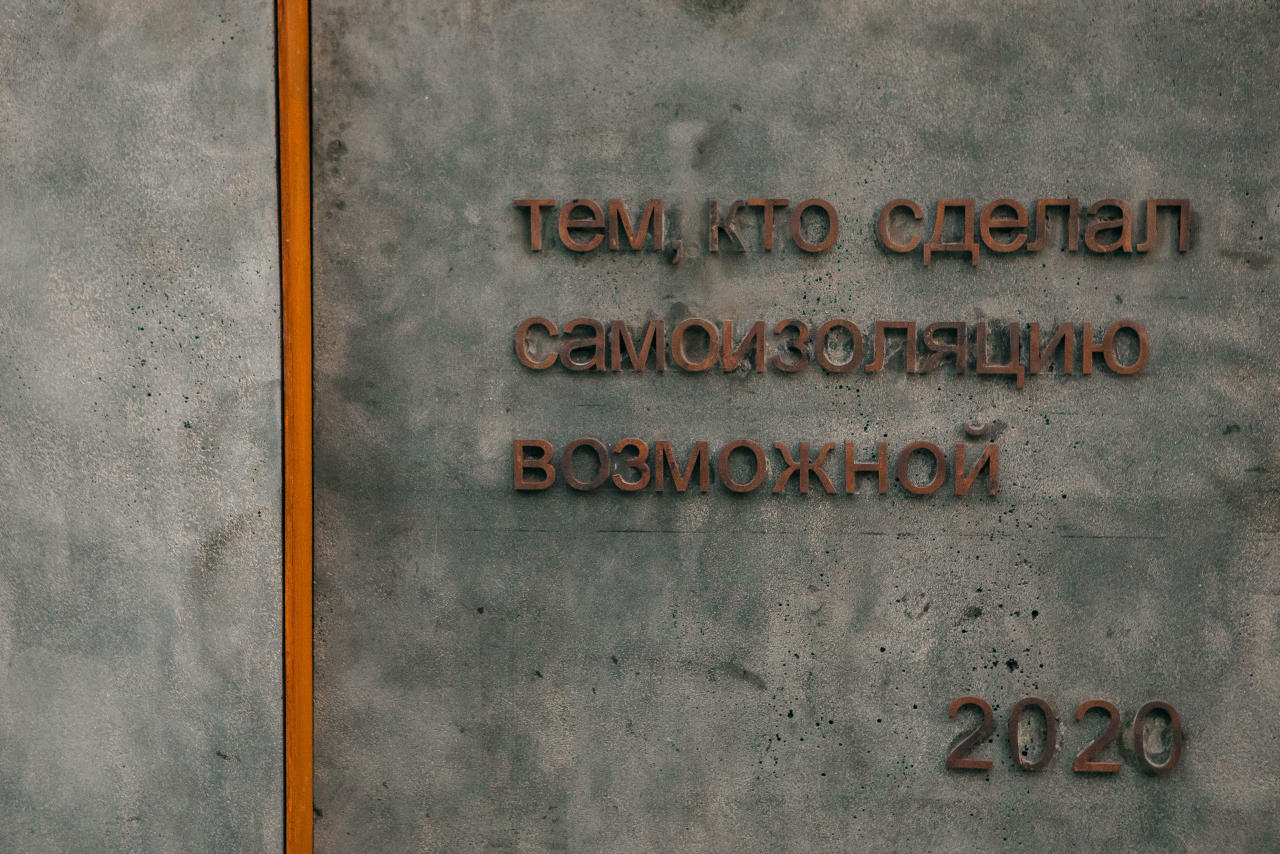 тем, кто сделал
самоизоляцию
возможной
2020